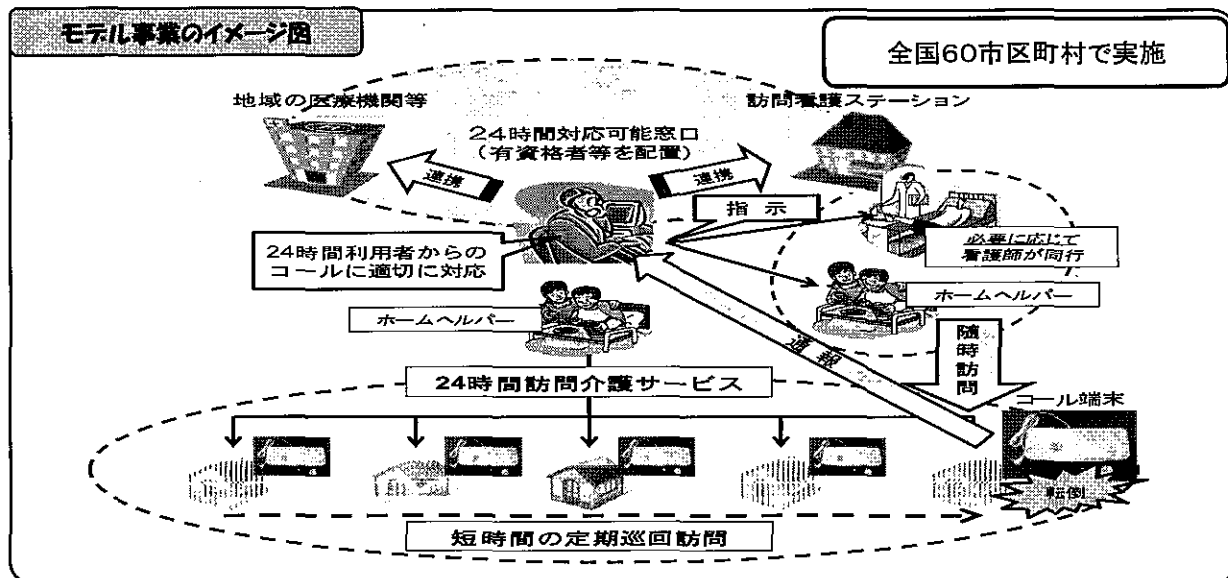 モデル事業のイメージ図
全国60市区町村で実施
地域の医療機関等
訪問看護ステーション
24時間対応可能窓口
(有資格者等を配置)
連携
連携
指示
24時間利用者からの
コールに適切に対応
必要に応じて
看護師が同行
ホームヘルパー
ホームヘルパー
通報
随時訪問
24時間訪問介護サービス
コール端末
転倒
短時間の定期巡回訪問